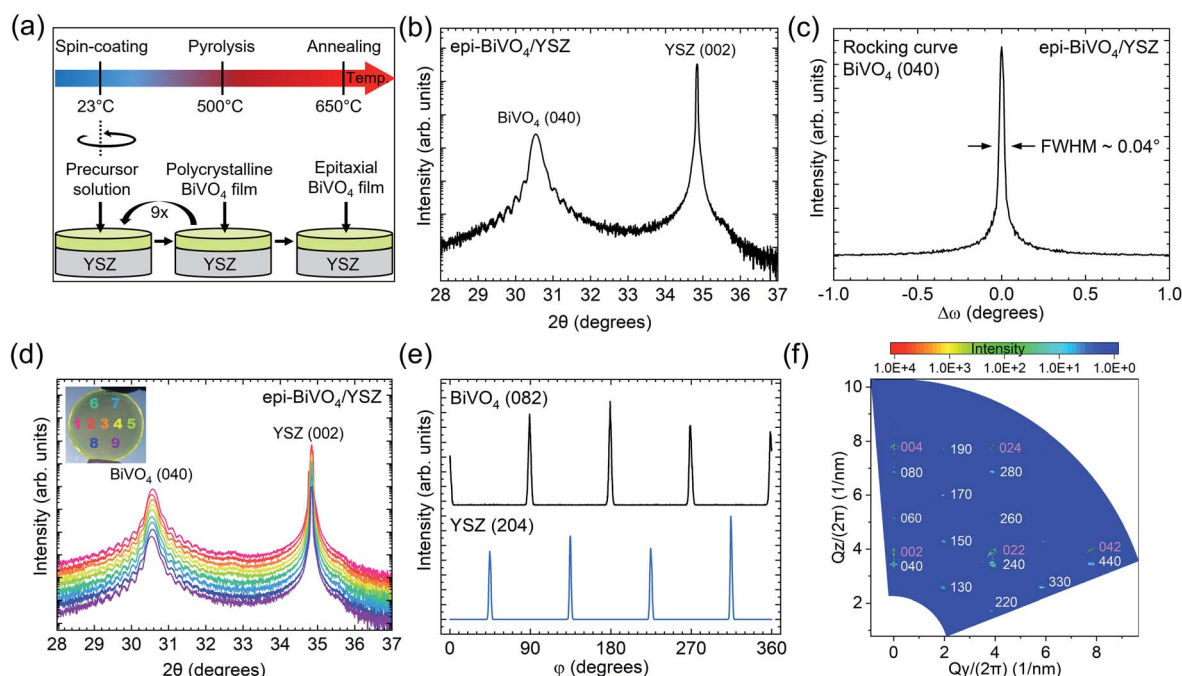 (a)
Spin-coating Pyrolysis Annealing
Temp.
23°C 500°C 650°C
Precursor solution
Polycrystalline BiVO₄ film
Epitaxial BiVO₄ film
9x
YSZ YSZ YSZ
(b)
epi-BiVO₄/YSZ
YSZ (002)
BiVO₄ (040)
Intensity (arb. units)
28 29 30 31 32 33 34 35 36 37
2θ (degrees)
(c)
Rocking curve epi-BiVO₄/YSZ
BiVO₄ (040)
FWHM ~ 0.04°
Intensity (arb. units)
-1.0 -0.5 0.0 0.5 1.0
Δω (degrees)
(d)
epi-BiVO₄/YSZ
6 7
1 2 3 4 5
8 9
YSZ (002)
BiVO₄ (040)
Intensity (arb. units)
28 29 30 31 32 33 34 35 36 37
2θ (degrees)
(e)
BiVO₄ (082)
YSZ (204)
Intensity (arb. units)
0 90 180 270 360
φ (degrees)
(f)
Intensity
1.0E+4 1.0E+3 1.0E+2 1.0E+1 1.0E+0
10
8
6
4
2
Qz/(2π) (1/nm)
004 190 024
080 280
170
060 260
150
002 022 042
040 240 440
130 330
220
0 2 4 6 8
Qy/(2π) (1/nm)